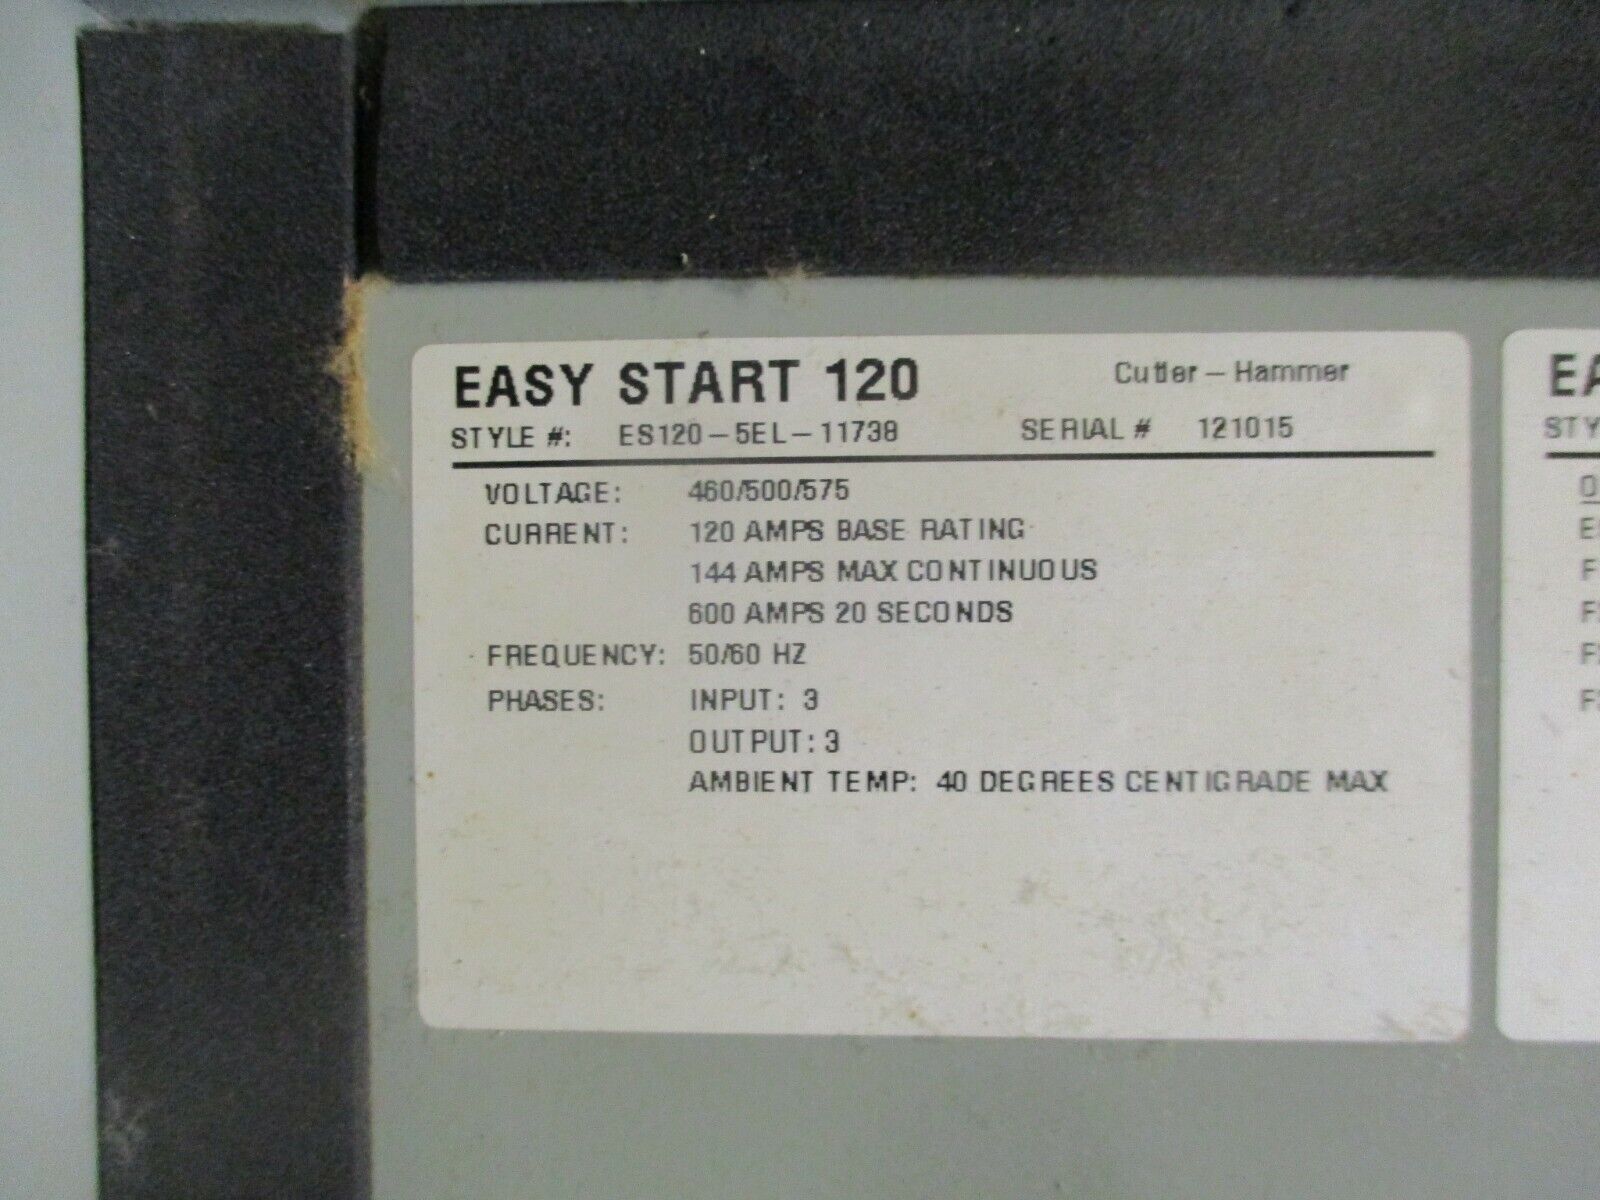 EASY START 120 Cutler-Hammer
STYLE #: ES120-5EL-11738 SERIAL # 121015
VOLTAGE: 460/500/575
CURRENT: 120 AMPS BASE RATING
144 AMPS MAX CONTINUOUS
600 AMPS 20 SECONDS
FREQUENCY: 50/60 HZ
PHASES: INPUT: 3
OUTPUT: 3
AMBIENT TEMP: 40 DEGREES CENTIGRADE MAX
EA
STY